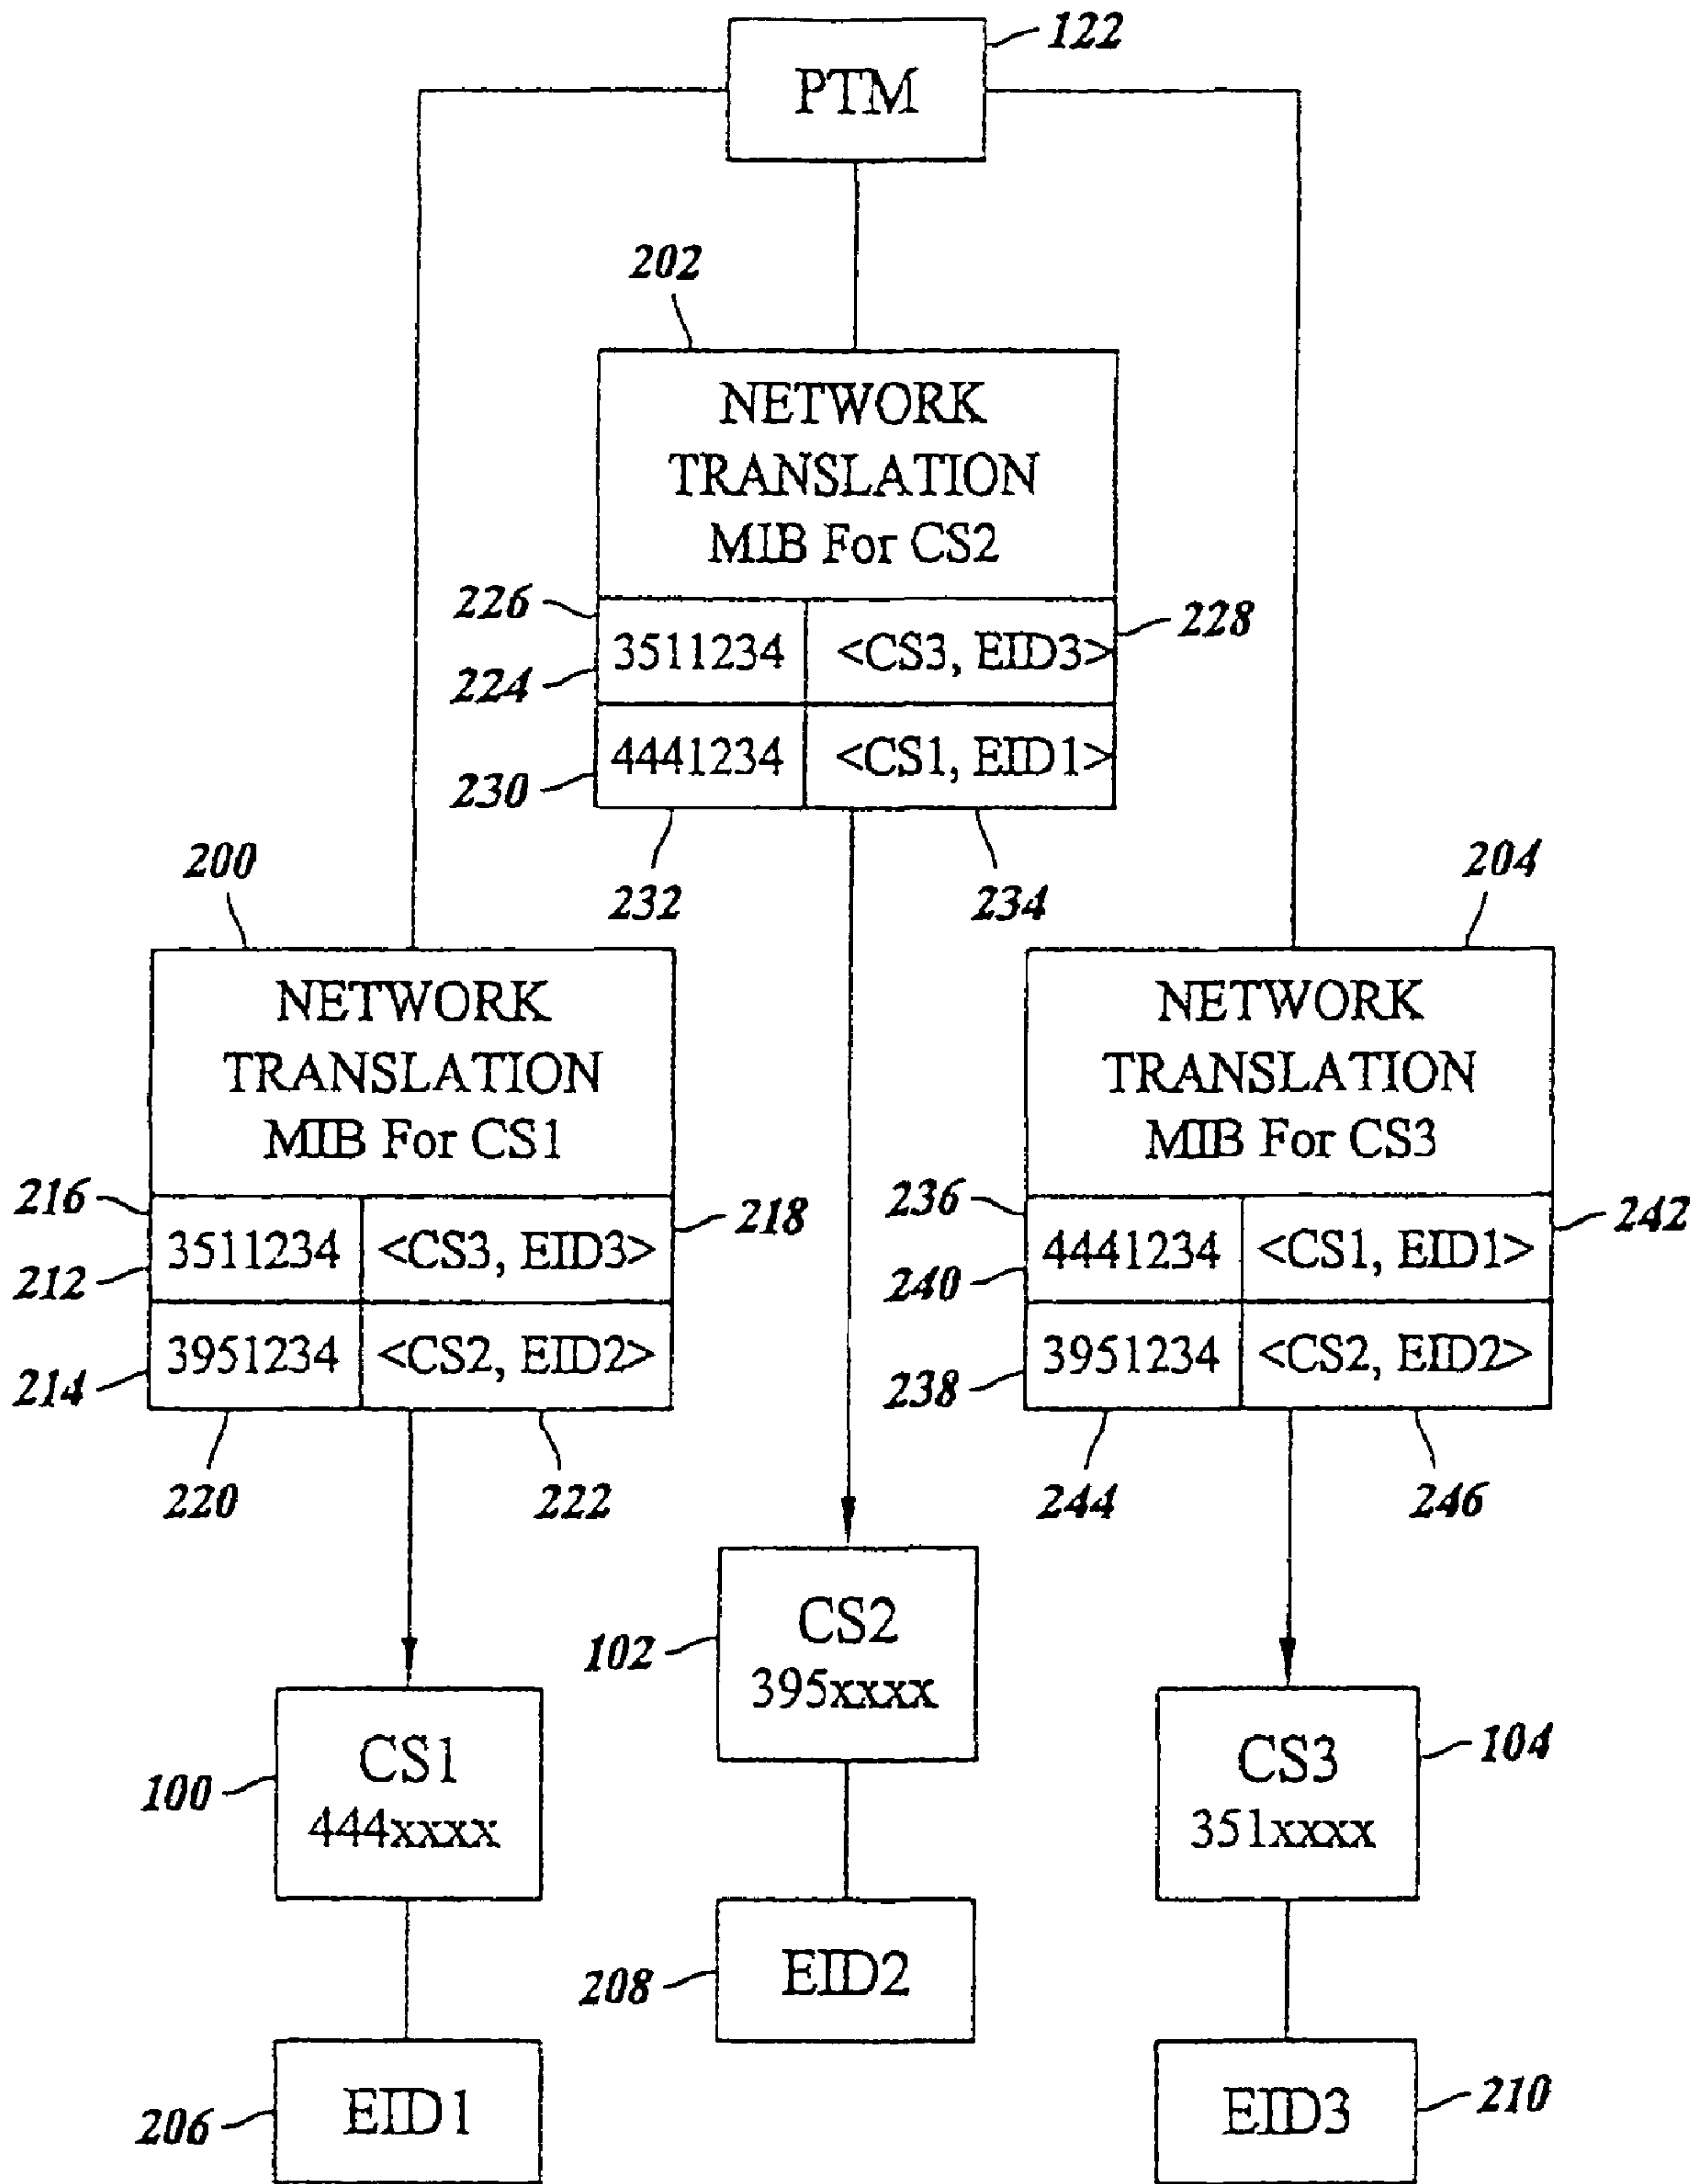 122
PTM
202
NETWORK
TRANSLATION
MIB For CS2
226
228
3511234 <CS3, EID3>
224
4441234 <CS1, EID1>
230
232 234
200
NETWORK
TRANSLATION
MIB For CS1
216
218
3511234 <CS3, EID3>
212
3951234 <CS2, EID2>
214
220 222
204
NETWORK
TRANSLATION
MIB For CS3
236
242
4441234 <CS1, EID1>
240
3951234 <CS2, EID2>
238
244 246
CS2
395xxxx
102
CS1
444xxxx
100
CS3
351xxxx
104
EID2
208
EID1
206
EID3
210